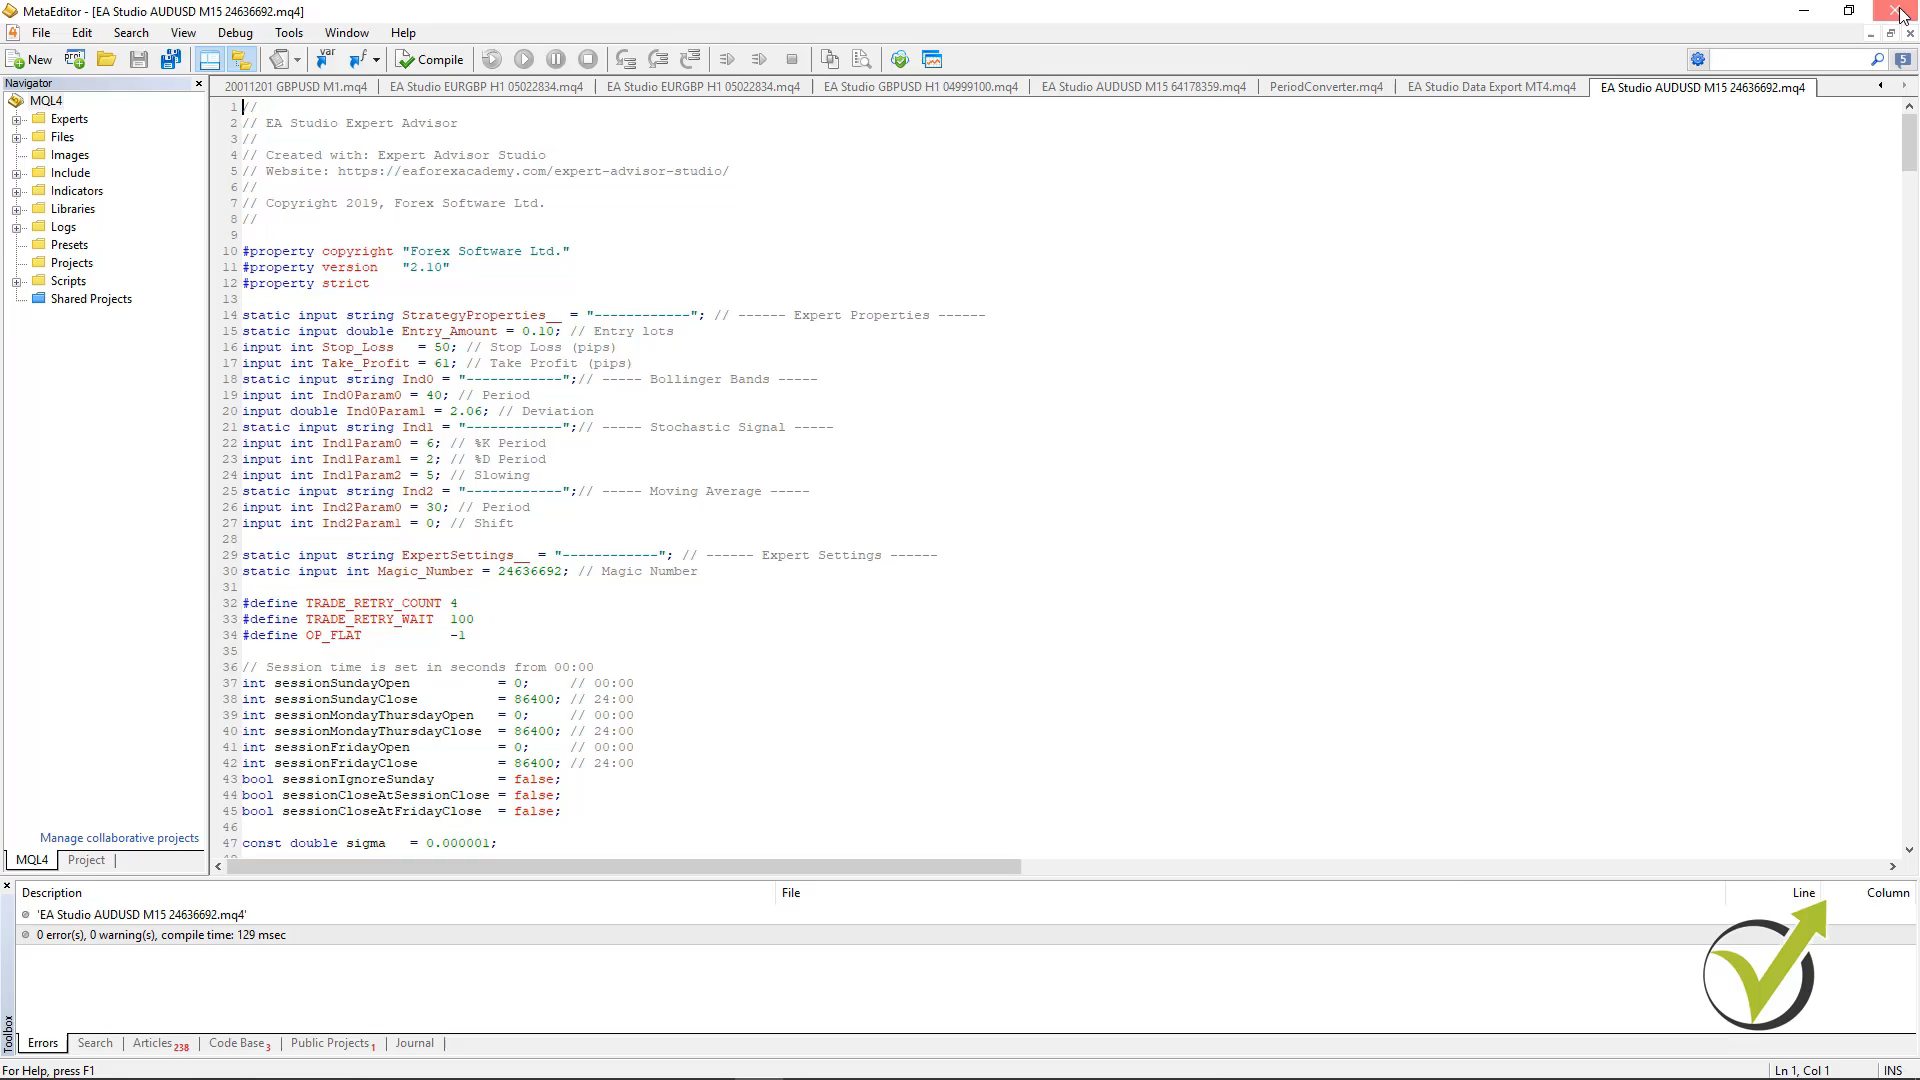 MetaEditor - [EA Studio AUDUSD M15 24636692.mq4]
File Edit Search View Debug Tools Window Help
New Compile
Navigator
20011201 GBPUSD M1.mq4 EA Studio EURGBP H1 05022834.mq4 EA Studio EURGBP H1 05022834.mq4 EA Studio GBPUSD H1 04999100.mq4 EA Studio AUDUSD M15 64178359.mq4 PeriodConverter.mq4 EA Studio Data Export MT4.mq4 EA Studio AUDUSD M15 24636692.mq4
MQL4
Experts
Files
Images
Include
Indicators
Libraries
Logs
Presets
Projects
Scripts
Shared Projects
Manage collaborative projects
MQL4 Project
1 //
2 // EA Studio Expert Advisor
3 //
4 // Created with: Expert Advisor Studio
5 // Website: https://eaforexacademy.com/expert-advisor-studio/
6 //
7 // Copyright 2019, Forex Software Ltd.
8 //
9
10 #property copyright "Forex Software Ltd."
11 #property version   "2.10"
12 #property strict
13
14 static input string StrategyProperties__ = "------------"; // ------ Expert Properties ------
15 static input double Entry_Amount = 0.10; // Entry lots
16 input int Stop_Loss   = 50; // Stop Loss (pips)
17 input int Take_Profit = 61; // Take Profit (pips)
18 static input string Ind0 = "------------";// ----- Bollinger Bands -----
19 input int Ind0Param0 = 40; // Period
20 input double Ind0Param1 = 2.06; // Deviation
21 static input string Ind1 = "------------";// ----- Stochastic Signal -----
22 input int Ind1Param0 = 6; // %K Period
23 input int Ind1Param1 = 2; // %D Period
24 input int Ind1Param2 = 5; // Slowing
25 static input string Ind2 = "------------";// ----- Moving Average -----
26 input int Ind2Param0 = 30; // Period
27 input int Ind2Param1 = 0; // Shift
28
29 static input string ExpertSettings__ = "------------"; // ------ Expert Settings ------
30 static input int Magic_Number = 24636692; // Magic Number
31
32 #define TRADE_RETRY_COUNT 4
33 #define TRADE_RETRY_WAIT  100
34 #define OP_FLAT           -1
35
36 // Session time is set in seconds from 00:00
37 int sessionSundayOpen           = 0;     // 00:00
38 int sessionSundayClose          = 86400; // 24:00
39 int sessionMondayThursdayOpen   = 0;     // 00:00
40 int sessionMondayThursdayClose  = 86400; // 24:00
41 int sessionFridayOpen           = 0;     // 00:00
42 int sessionFridayClose          = 86400; // 24:00
43 bool sessionIgnoreSunday        = false;
44 bool sessionCloseAtSessionClose = false;
45 bool sessionCloseAtFridayClose  = false;
46
47 const double sigma   = 0.000001;
Description File Line Column
'EA Studio AUDUSD M15 24636692.mq4'
0 error(s), 0 warning(s), compile time: 129 msec
Toolbox
Errors Search Articles 238 Code Base 3 Public Projects 1 Journal
For Help, press F1 Ln 1, Col 1 INS